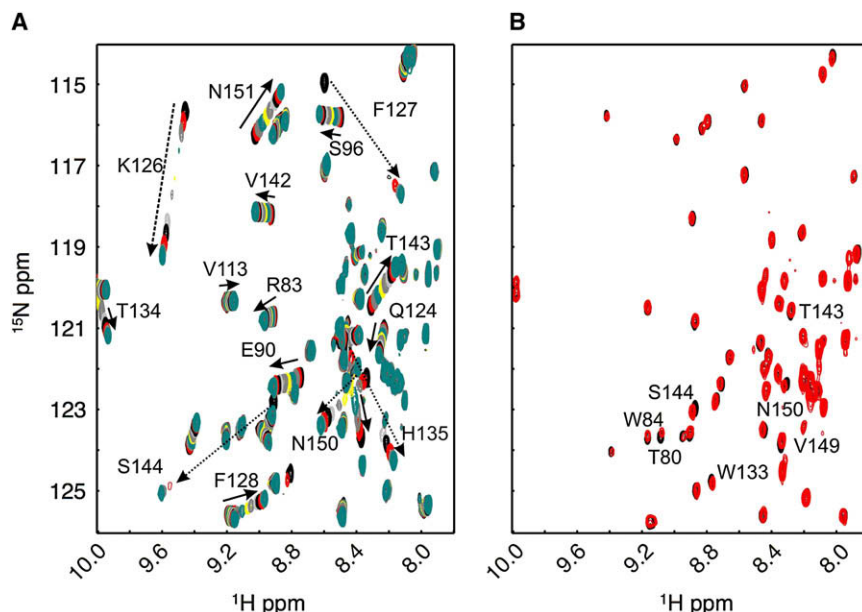 A
B
115
117
119
121
123
125
15N ppm
N151
F127
K126
S96
V142
T143
V113
R83
T134
Q124
E90
N150
H135
S144
F128
10.0
9.6
9.2
8.8
8.4
8.0
1H ppm
T143
S144
N150
W84
V149
T80
W133
10.0
9.6
9.2
8.8
8.4
8.0
1H ppm